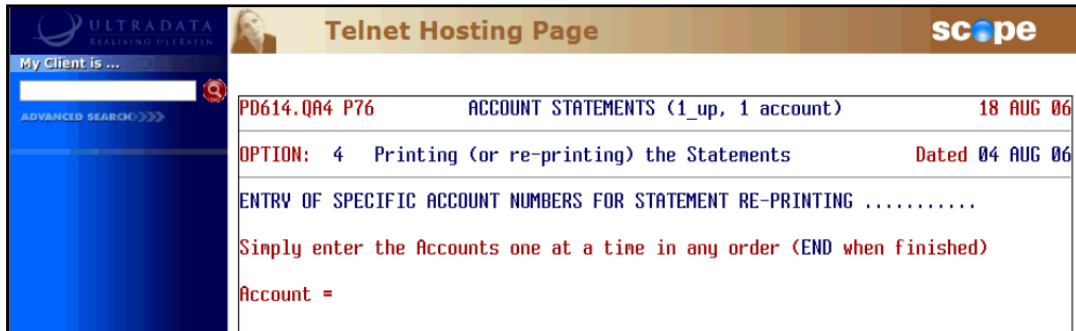 ULTRADATA
REALISING ULTRAFIN
Telnet Hosting Page
scope
My Client is ...
ADVANCED SEARCH
PD614.QA4 P76 ACCOUNT STATEMENTS (1_up, 1 account) 18 AUG 06
OPTION: 4 Printing (or re-printing) the Statements Dated 04 AUG 06
ENTRY OF SPECIFIC ACCOUNT NUMBERS FOR STATEMENT RE-PRINTING ...........
Simply enter the Accounts one at a time in any order (END when finished)
Account =